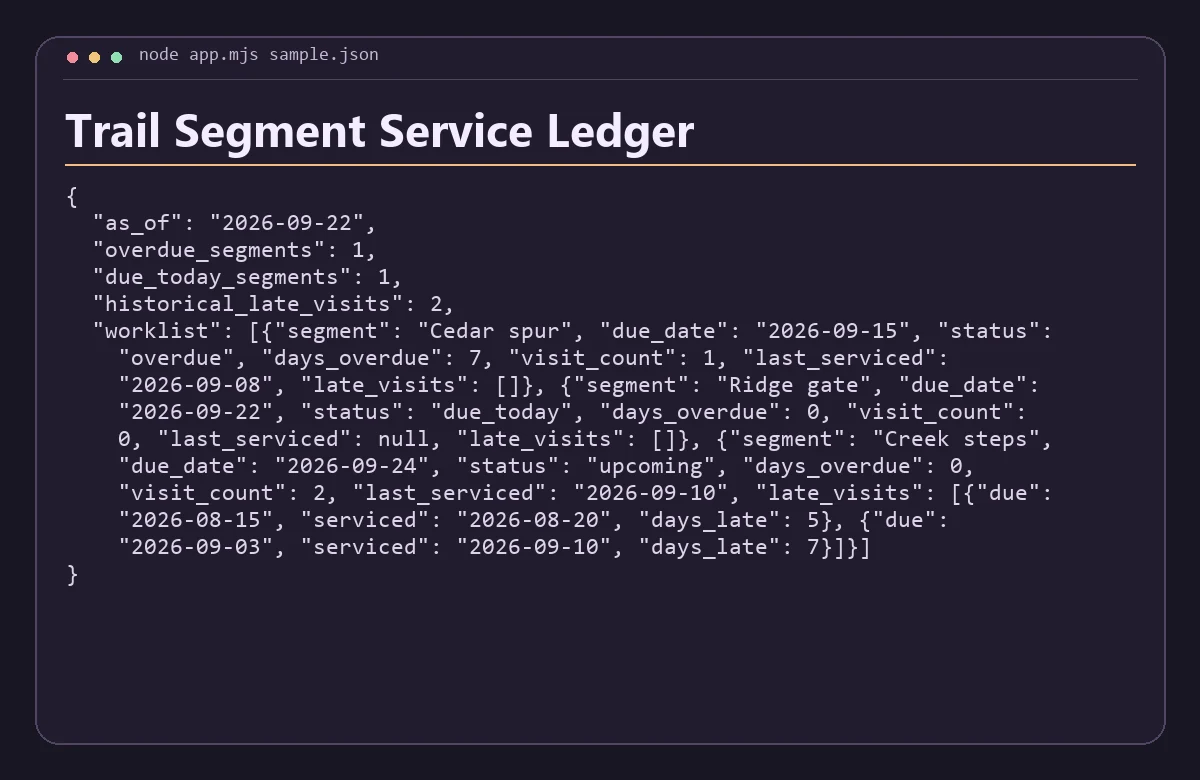 node app.mjs sample.json
Trail Segment Service Ledger
{
"as_of": "2026-09-22",
"overdue_segments": 1,
"due_today_segments": 1,
"historical_late_visits": 2,
"worklist": [{"segment": "Cedar spur", "due_date": "2026-09-15", "status":
"overdue", "days_overdue": 7, "visit_count": 1, "last_serviced":
"2026-09-08", "late_visits": []}, {"segment": "Ridge gate", "due_date":
"2026-09-22", "status": "due_today", "days_overdue": 0, "visit_count":
0, "last_serviced": null, "late_visits": []}, {"segment": "Creek steps",
"due_date": "2026-09-24", "status": "upcoming", "days_overdue": 0,
"visit_count": 2, "last_serviced": "2026-09-10", "late_visits": [{"due":
"2026-08-15", "serviced": "2026-08-20", "days_late": 5}, {"due":
"2026-09-03", "serviced": "2026-09-10", "days_late": 7}]}]
}